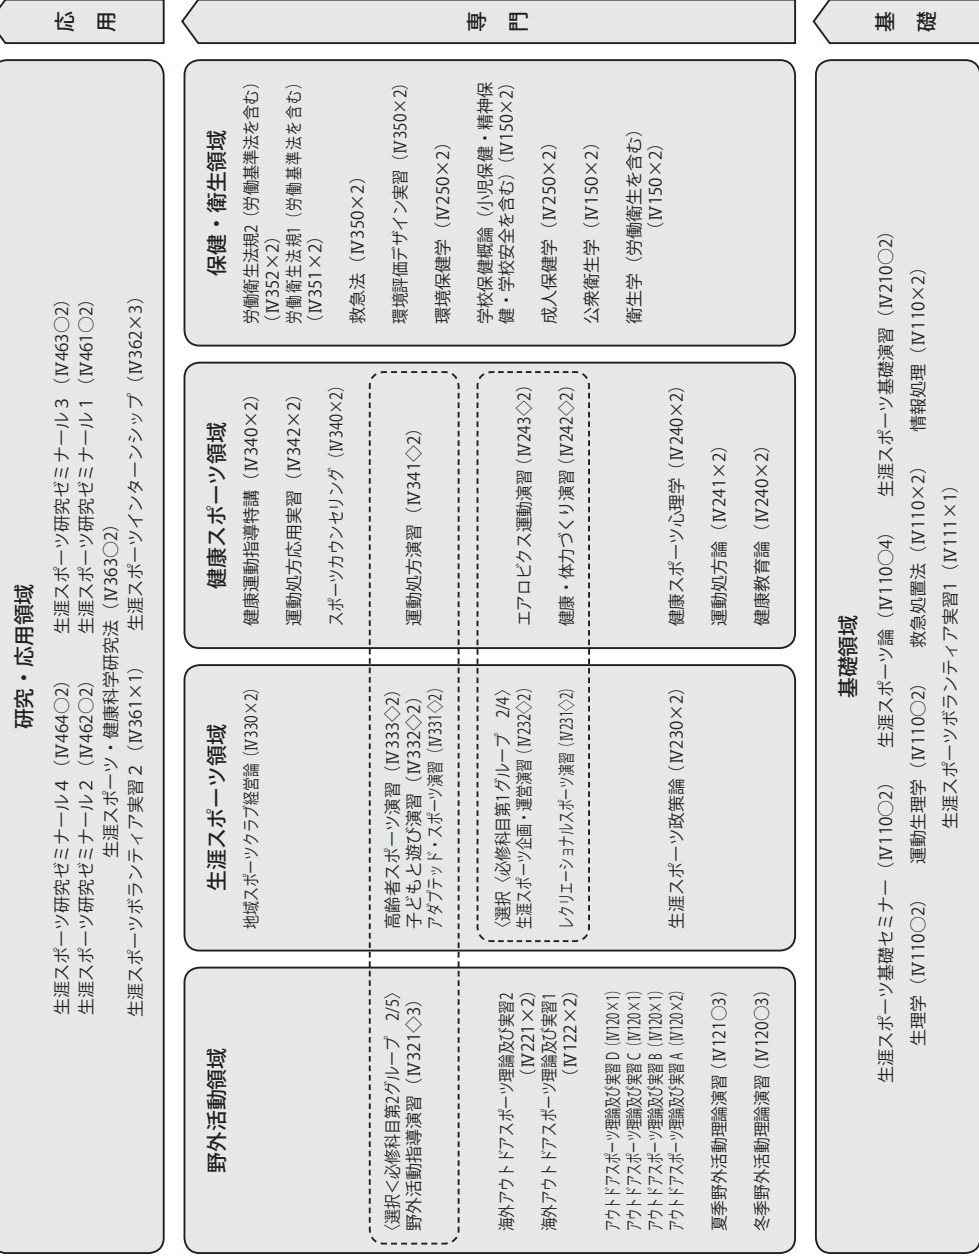 応用
研究・応用領域
生涯スポーツ研究ゼミナール4（Ⅳ464○2）　生涯スポーツ研究ゼミナール3（Ⅳ463○2）
生涯スポーツ研究ゼミナール2（Ⅳ462○2）　生涯スポーツ研究ゼミナール1（Ⅳ461○2）
生涯スポーツ・健康科学研究法（Ⅳ363○2）
生涯スポーツボランティア実習2（Ⅳ361×1）　生涯スポーツインターンシップ（Ⅳ362×3）
専門
野外活動領域
〈選択<必修科目第2グループ　2/5〉
野外活動指導演習（Ⅳ321◇3）
海外アウトドアスポーツ理論及び実習2
（Ⅳ221×2）
海外アウトドアスポーツ理論及び実習1
（Ⅳ122×2）
アウトドアスポーツ理論及び実習D（Ⅳ120×1）
アウトドアスポーツ理論及び実習C（Ⅳ120×1）
アウトドアスポーツ理論及び実習B（Ⅳ120×1）
アウトドアスポーツ理論及び実習A（Ⅳ120×2）
夏季野外活動理論演習（Ⅳ121○3）
冬季野外活動理論演習（Ⅳ120○3）
生涯スポーツ領域
地域スポーツクラブ経営論（Ⅳ330×2）
高齢者スポーツ演習（Ⅳ333◇2）
子どもと遊び演習（Ⅳ332◇2）
アダプテッド・スポーツ演習（Ⅳ331◇2）
〈選択〈必修科目第1グループ　2/4〉
生涯スポーツ企画・運営演習（Ⅳ232◇2）
レクリエーショナルスポーツ演習（Ⅳ231◇2）
生涯スポーツ政策論（Ⅳ230×2）
健康スポーツ領域
健康運動指導特講（Ⅳ340×2）
運動処方応用実習（Ⅳ342×2）
スポーツカウンセリング（Ⅳ340×2）
運動処方演習（Ⅳ341◇2）
エアロビクス運動演習（Ⅳ243◇2）
健康・体力づくり演習（Ⅳ242◇2）
健康スポーツ心理学（Ⅳ240×2）
運動処方論（Ⅳ241×2）
健康教育論（Ⅳ240×2）
保健・衛生領域
労働衛生法規2（労働基準法を含む）
（Ⅳ352×2）
労働衛生法規1（労働基準法を含む）
（Ⅳ351×2）
救急法（Ⅳ350×2）
環境評価デザイン実習（Ⅳ350×2）
環境保健学（Ⅳ250×2）
学校保健概論（小児保健・精神保
健・学校安全を含む）（Ⅳ150×2）
成人保健学（Ⅳ250×2）
公衆衛生学（Ⅳ150×2）
衛生学（労働衛生を含む）
（Ⅳ150×2）
基礎
基礎領域
生涯スポーツ基礎セミナー（Ⅳ110○2）　生涯スポーツ論（Ⅳ110○4）　生涯スポーツ基礎演習（Ⅳ210○2）
生理学（Ⅳ110○2）　運動生理学（Ⅳ110○2）　救急処置法（Ⅳ110×2）　情報処理（Ⅳ110×2）
生涯スポーツボランティア実習1（Ⅳ111×1）